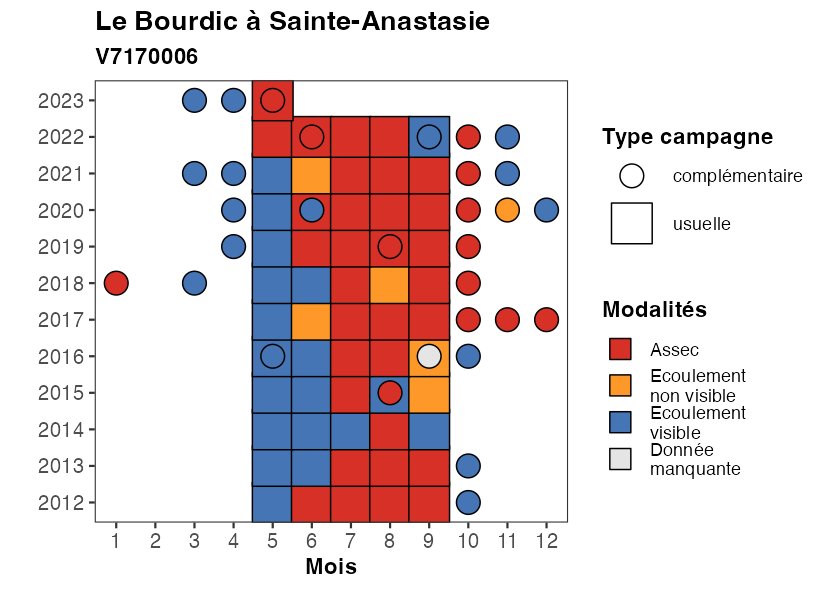 Le Bourdic à Sainte-Anastasie
V7170006
2023
2022
2021
2020
2019
2018
2017
2016
2015
2014
2013
2012
1 2 3 4 5 6 7 8 9 10 11 12
Mois
Type campagne
complémentaire
usuelle
Modalités
Assec
Ecoulement
non visible
Ecoulement
visible
Donnée
manquante